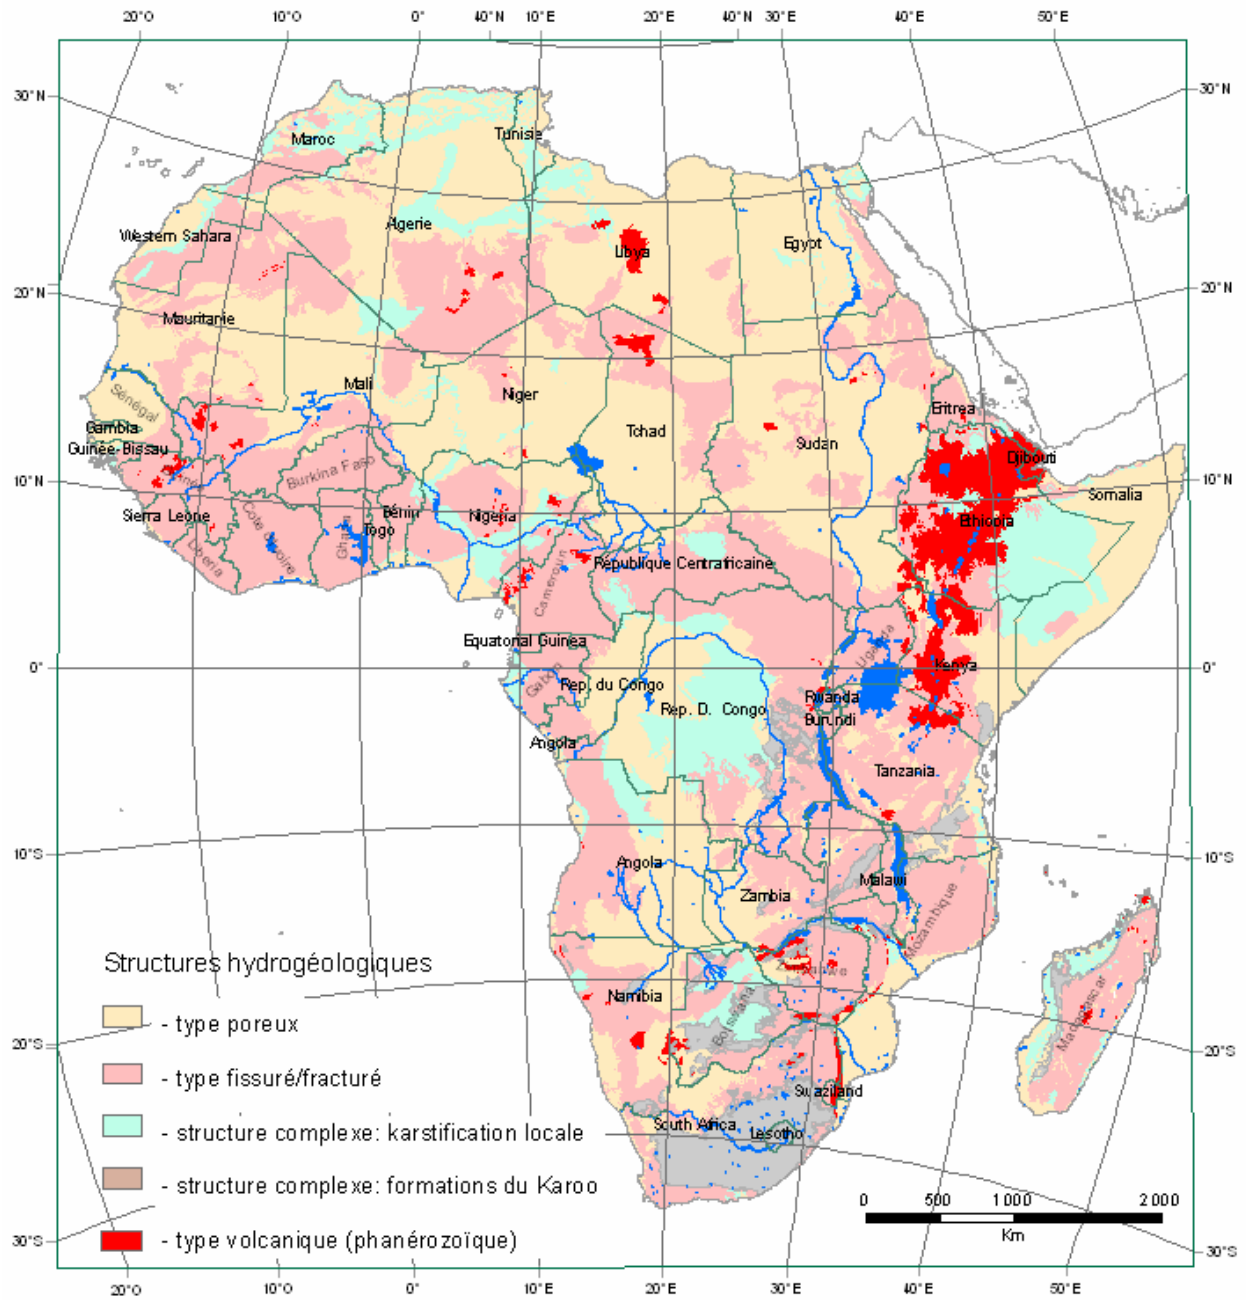 20°O 10°O 0° 40°N 10°E 20°E 40°N 30°E 40°E 50°E
30°N 30°N
Tunisie
Maroc
Algerie
Western Sahara
Egypt
Libya
20°N 20°N
Mauritanie
Mali
Niger
Sénégal
Eritrea
Gambia
Tchad
Sudan
Guinée-Bissau
Djibouti
Burkina Faso
10°N 10°N
Somalia
Bénin
Sierra Leone
Nigeria
Ethiopia
Cote d'Ivoire
Ghana
Togo
Liberia
République Centrafricaine
Cameroun
Equatorial Guinea
Uganda
0° 0°
Kenya
Gabon
Rep. du Congo
Rwanda
Rep. D. Congo
Burundi
Angola
Tanzania
10°S 10°S
Angola
Malawi
Zambia
Mozambique
Structures hydrogéologiques
Zimbabwe
Namibia
Botswana
Madagascar
- type poreux
20°S 20°S
- type fissuré/fracturé
Swaziland
South Africa
- structure complexe: karstification locale
Lesotho
- structure complexe: formations du Karoo
0 500 1 000 2 000
Km
- type volcanique (phanérozoïque)
30°S 30°S
20°O 10°O 0° 10°E 20°E 30°E 40°E 50°E